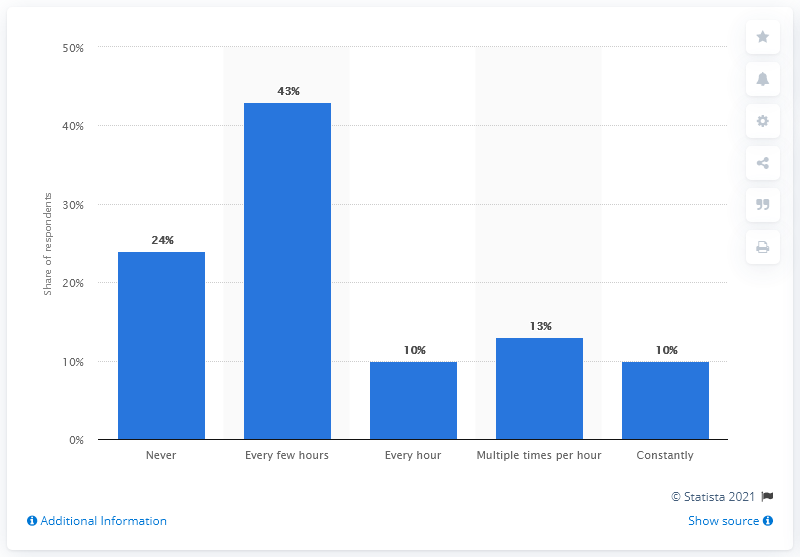 50%
43%
40%
Share of respondents
30%
24%
20%
13%
10%
10%
10%
0%
Never
Every few hours
Every hour
Multiple times per hour
Constantly
© Statista 2021
Additional Information
Show source